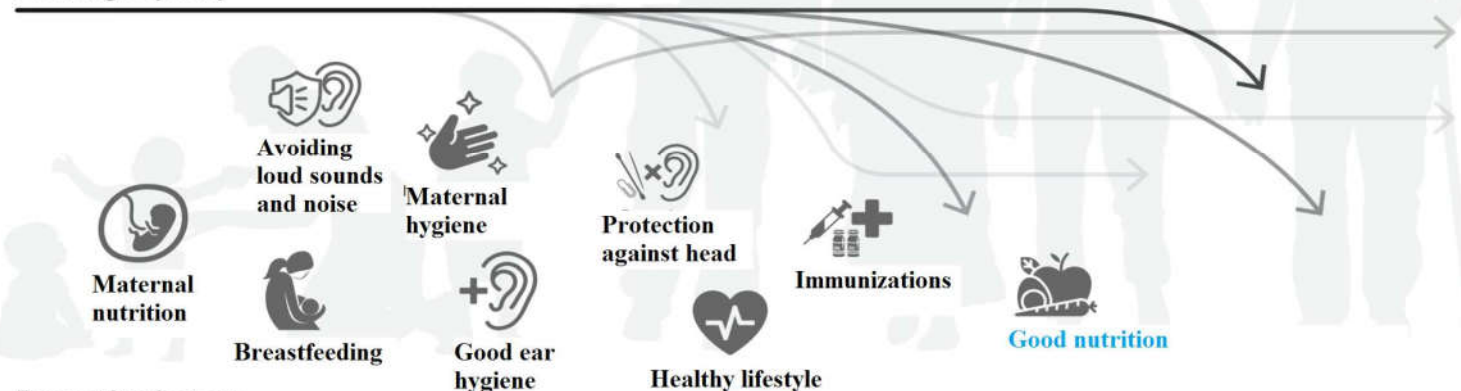 Avoiding
loud sounds
and noise
Maternal
hygiene
Protection
against head
Immunizations
Maternal
nutrition
Breastfeeding
Good ear
hygiene
Healthy lifestyle
Good nutrition